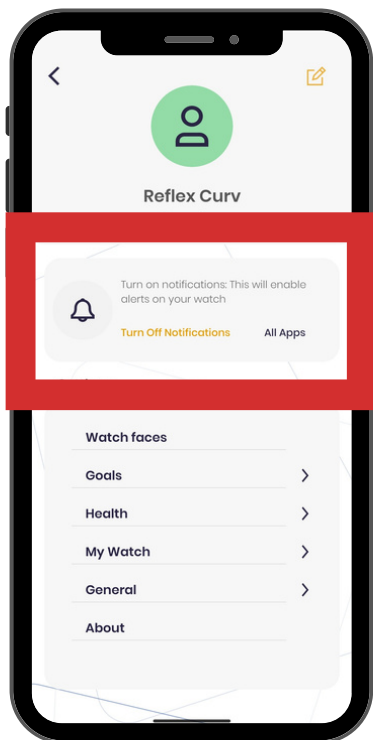 Reflex Curv
Turn on notifications: This will enable
alerts on your watch
Turn Off Notifications All Apps
Watch faces
Goals
Health
My Watch
General
About